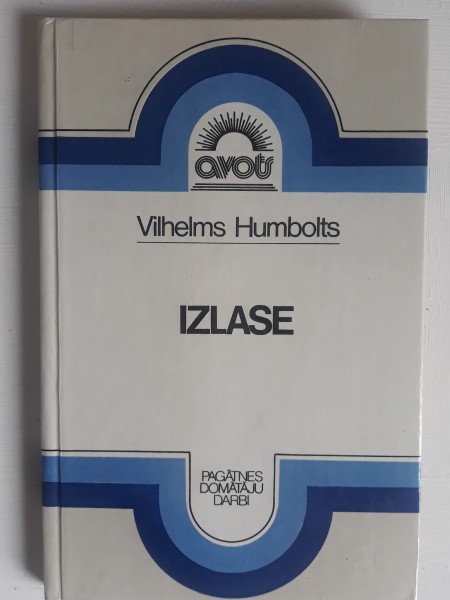 avots
Vilhelms Humbolts
IZLASE
PAGĀTNES
DOMĀTĀJU
DARBI